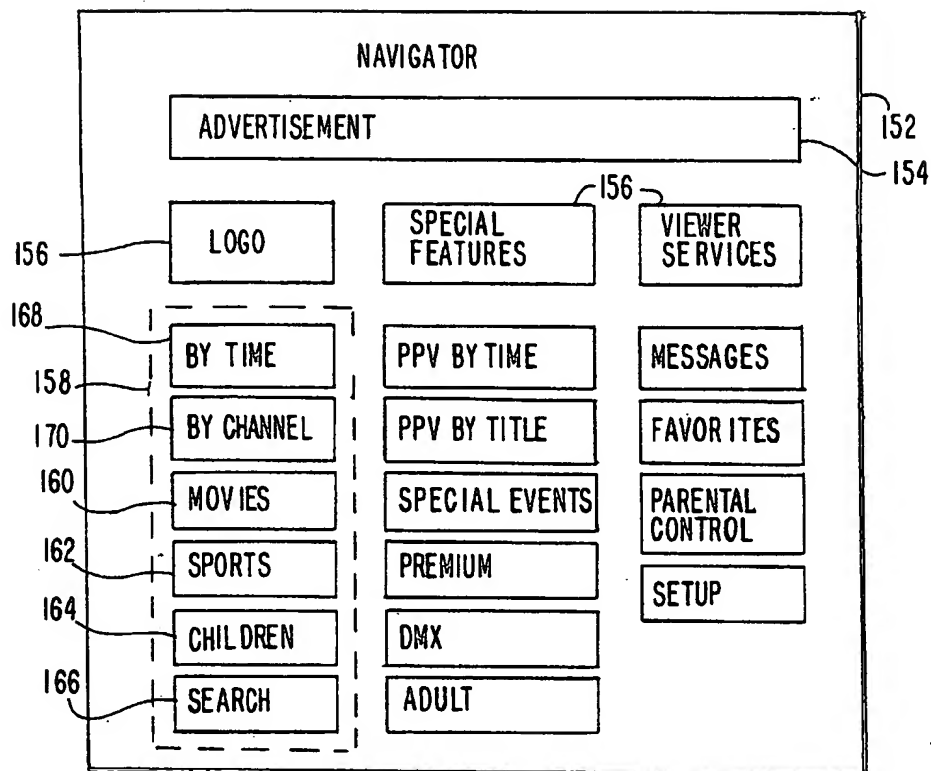 NAVIGATOR
ADVERTISEMENT
152
154
156
156
LOGO
SPECIAL
FEATURES
VIEWER
SERVICES
168
158
170
160
162
164
166
BY TIME
BY CHANNEL
MOVIES
SPORTS
CHILDREN
SEARCH
PPV BY TIME
PPV BY TITLE
SPECIAL EVENTS
PREMIUM
DMX
ADULT
MESSAGES
FAVORITES
PARENTAL
CONTROL
SETUP